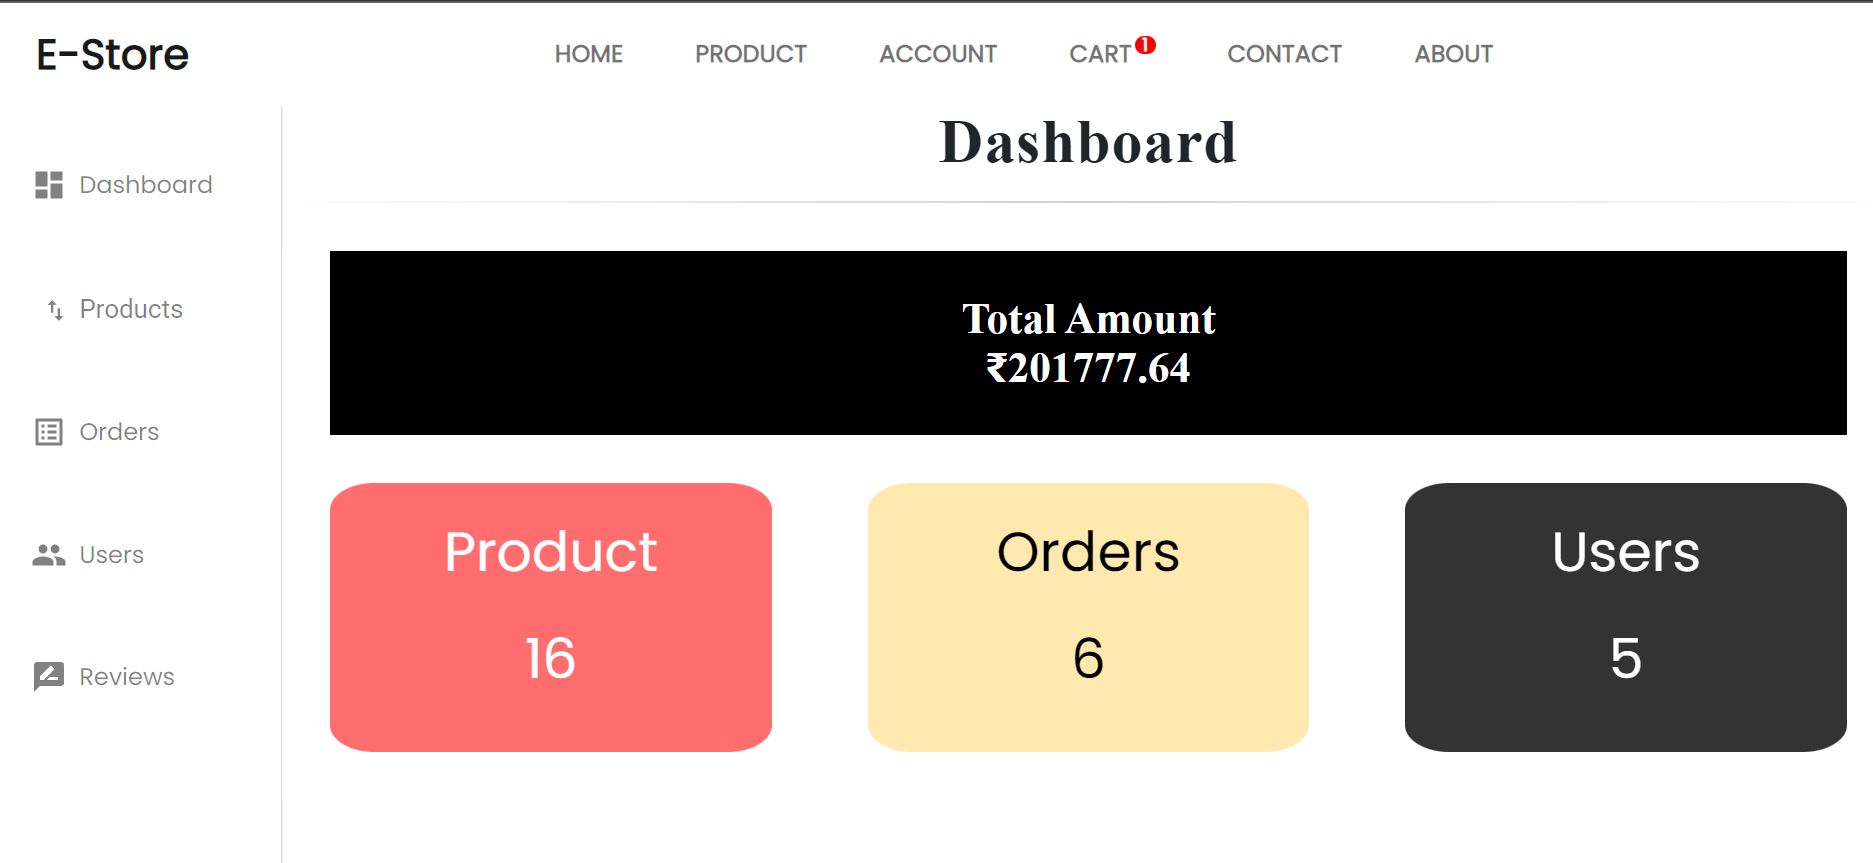 E-Store
HOME PRODUCT ACCOUNT CART 1 CONTACT ABOUT
Dashboard
Products
Orders
Users
Reviews
Dashboard
Total Amount
₹201777.64
Product
16
Orders
6
Users
5